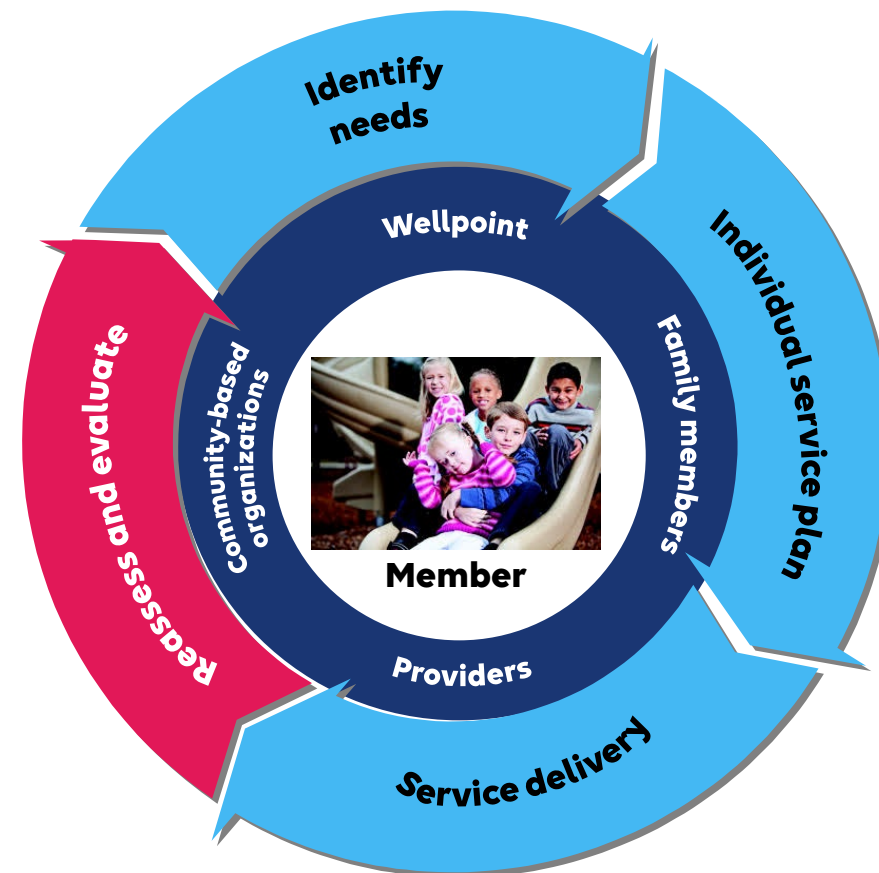 Identify
needs
Individual service plan
Service delivery
Reassess and evaluate
Wellpoint
Family members
Providers
Community-based
organizations
Member